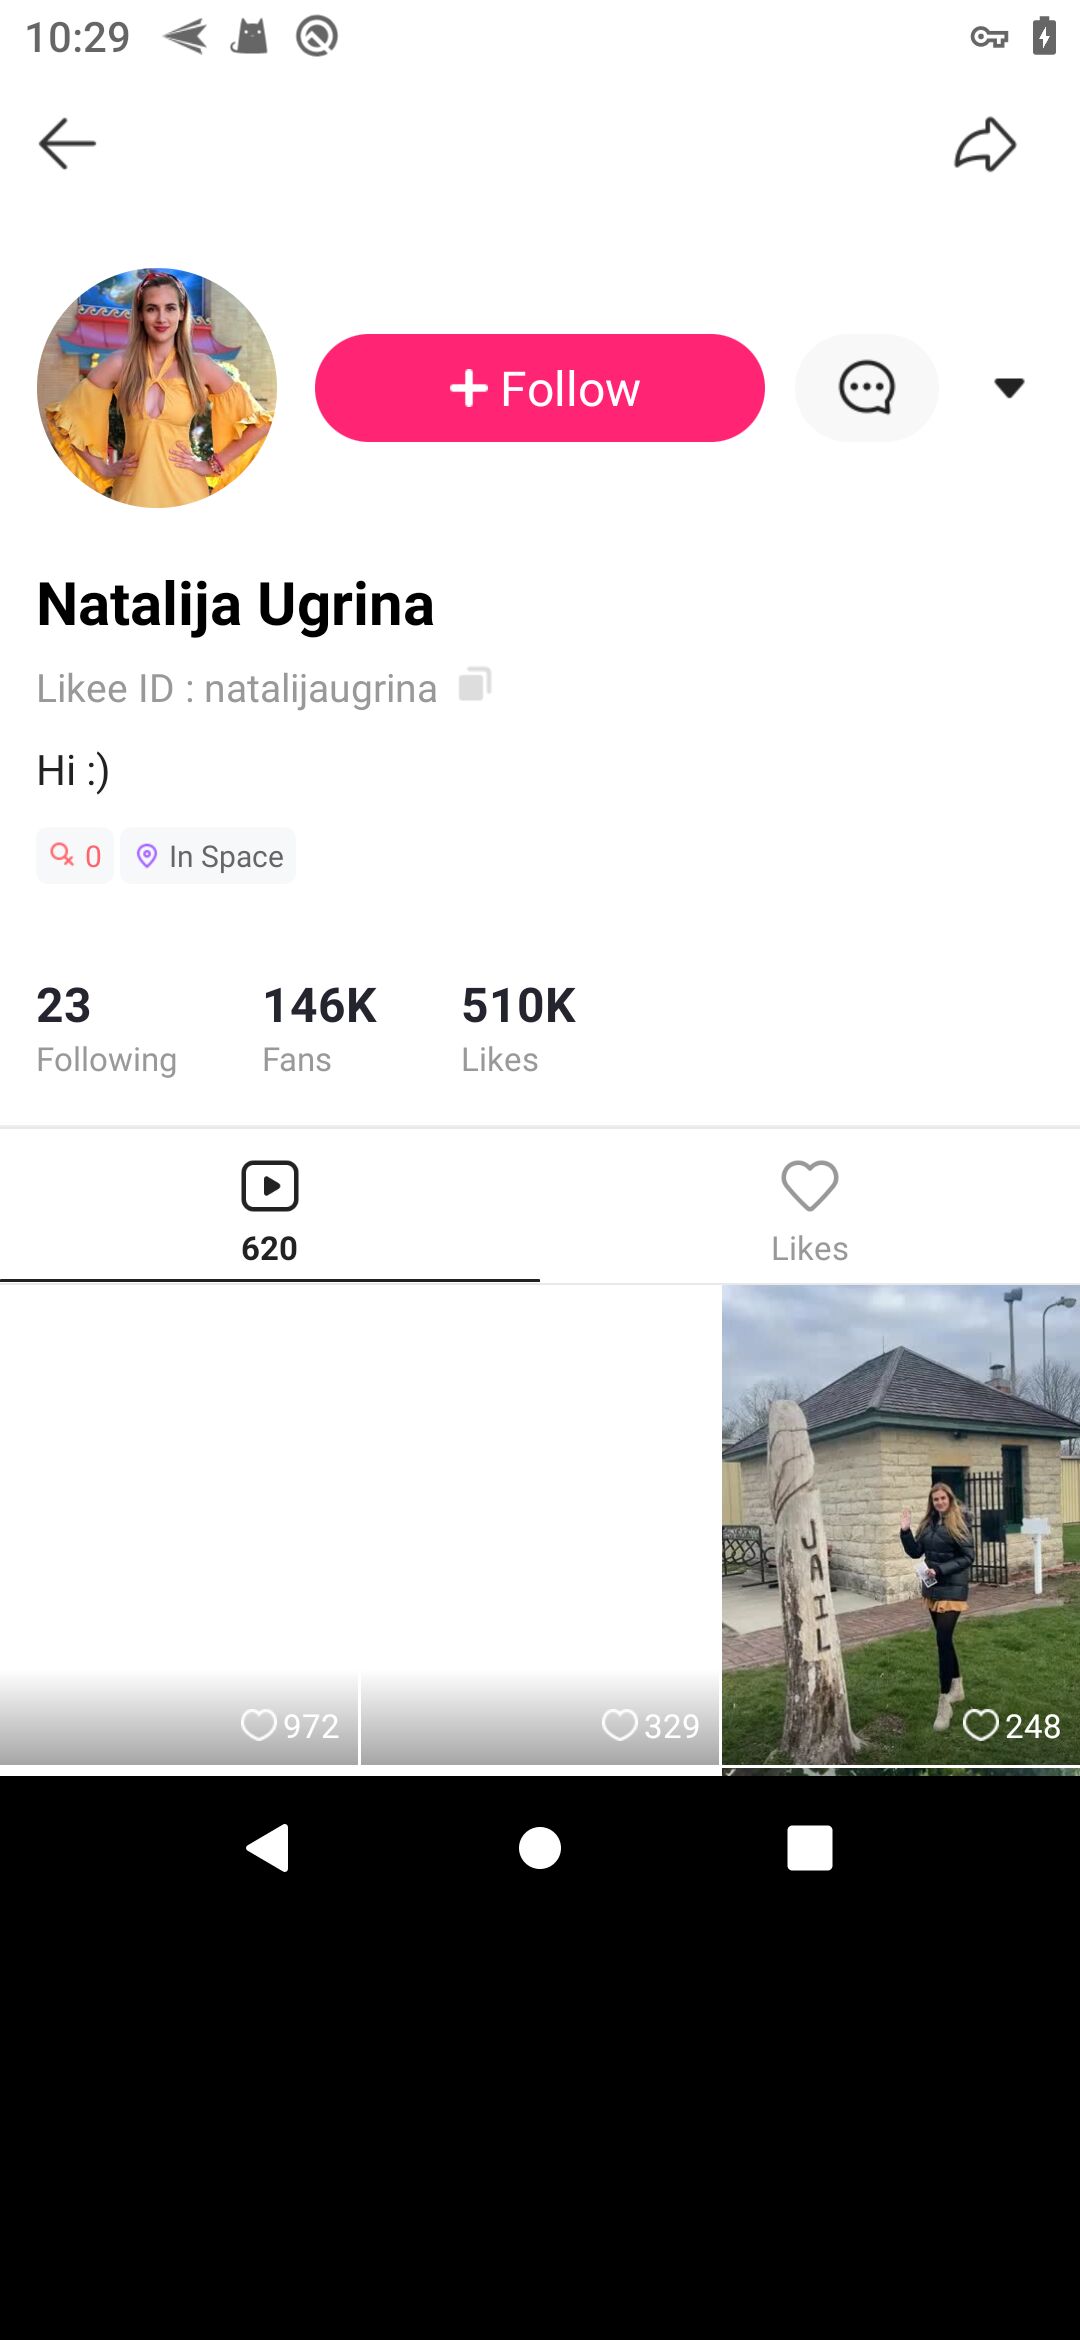 10:29
Follow
Natalija Ugrina
Likee ID : natalijaugrina
Hi :)
0 In Space
23 146K 510K
Following Fans Likes
620 Likes
JAIL
972 329 248